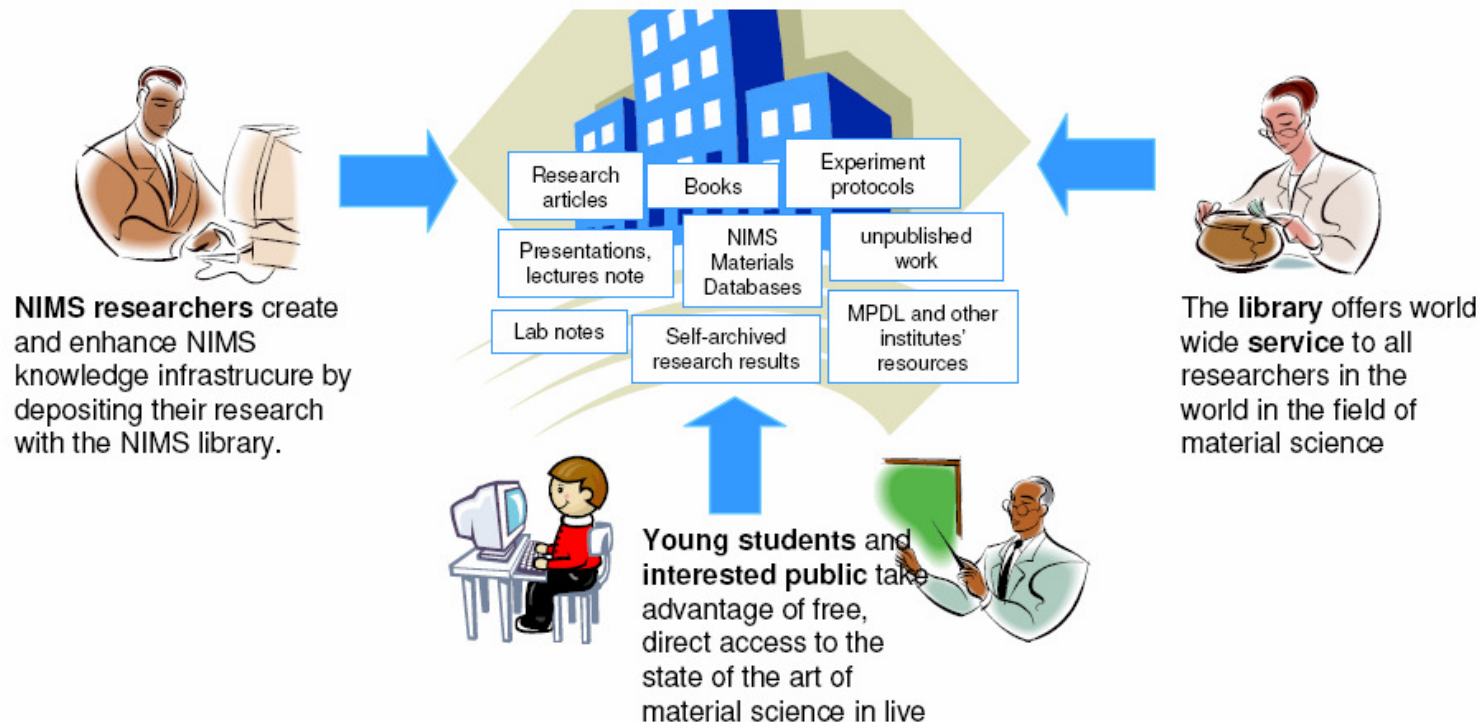 Research
articles
Books
Experiment
protocols
Presentations,
lectures note
NIMS
Materials
Databases
unpublished
work
Lab notes
Self-archived
research results
MPDL and other
institutes'
resources
NIMS researchers create
and enhance NIMS
knowledge infrastrucure by
depositing their research
with the NIMS library.
The library offers world
wide service to all
researchers in the
world in the field of
material science
Young students and
interested public take
advantage of free,
direct access to the
state of the art of
material science in live